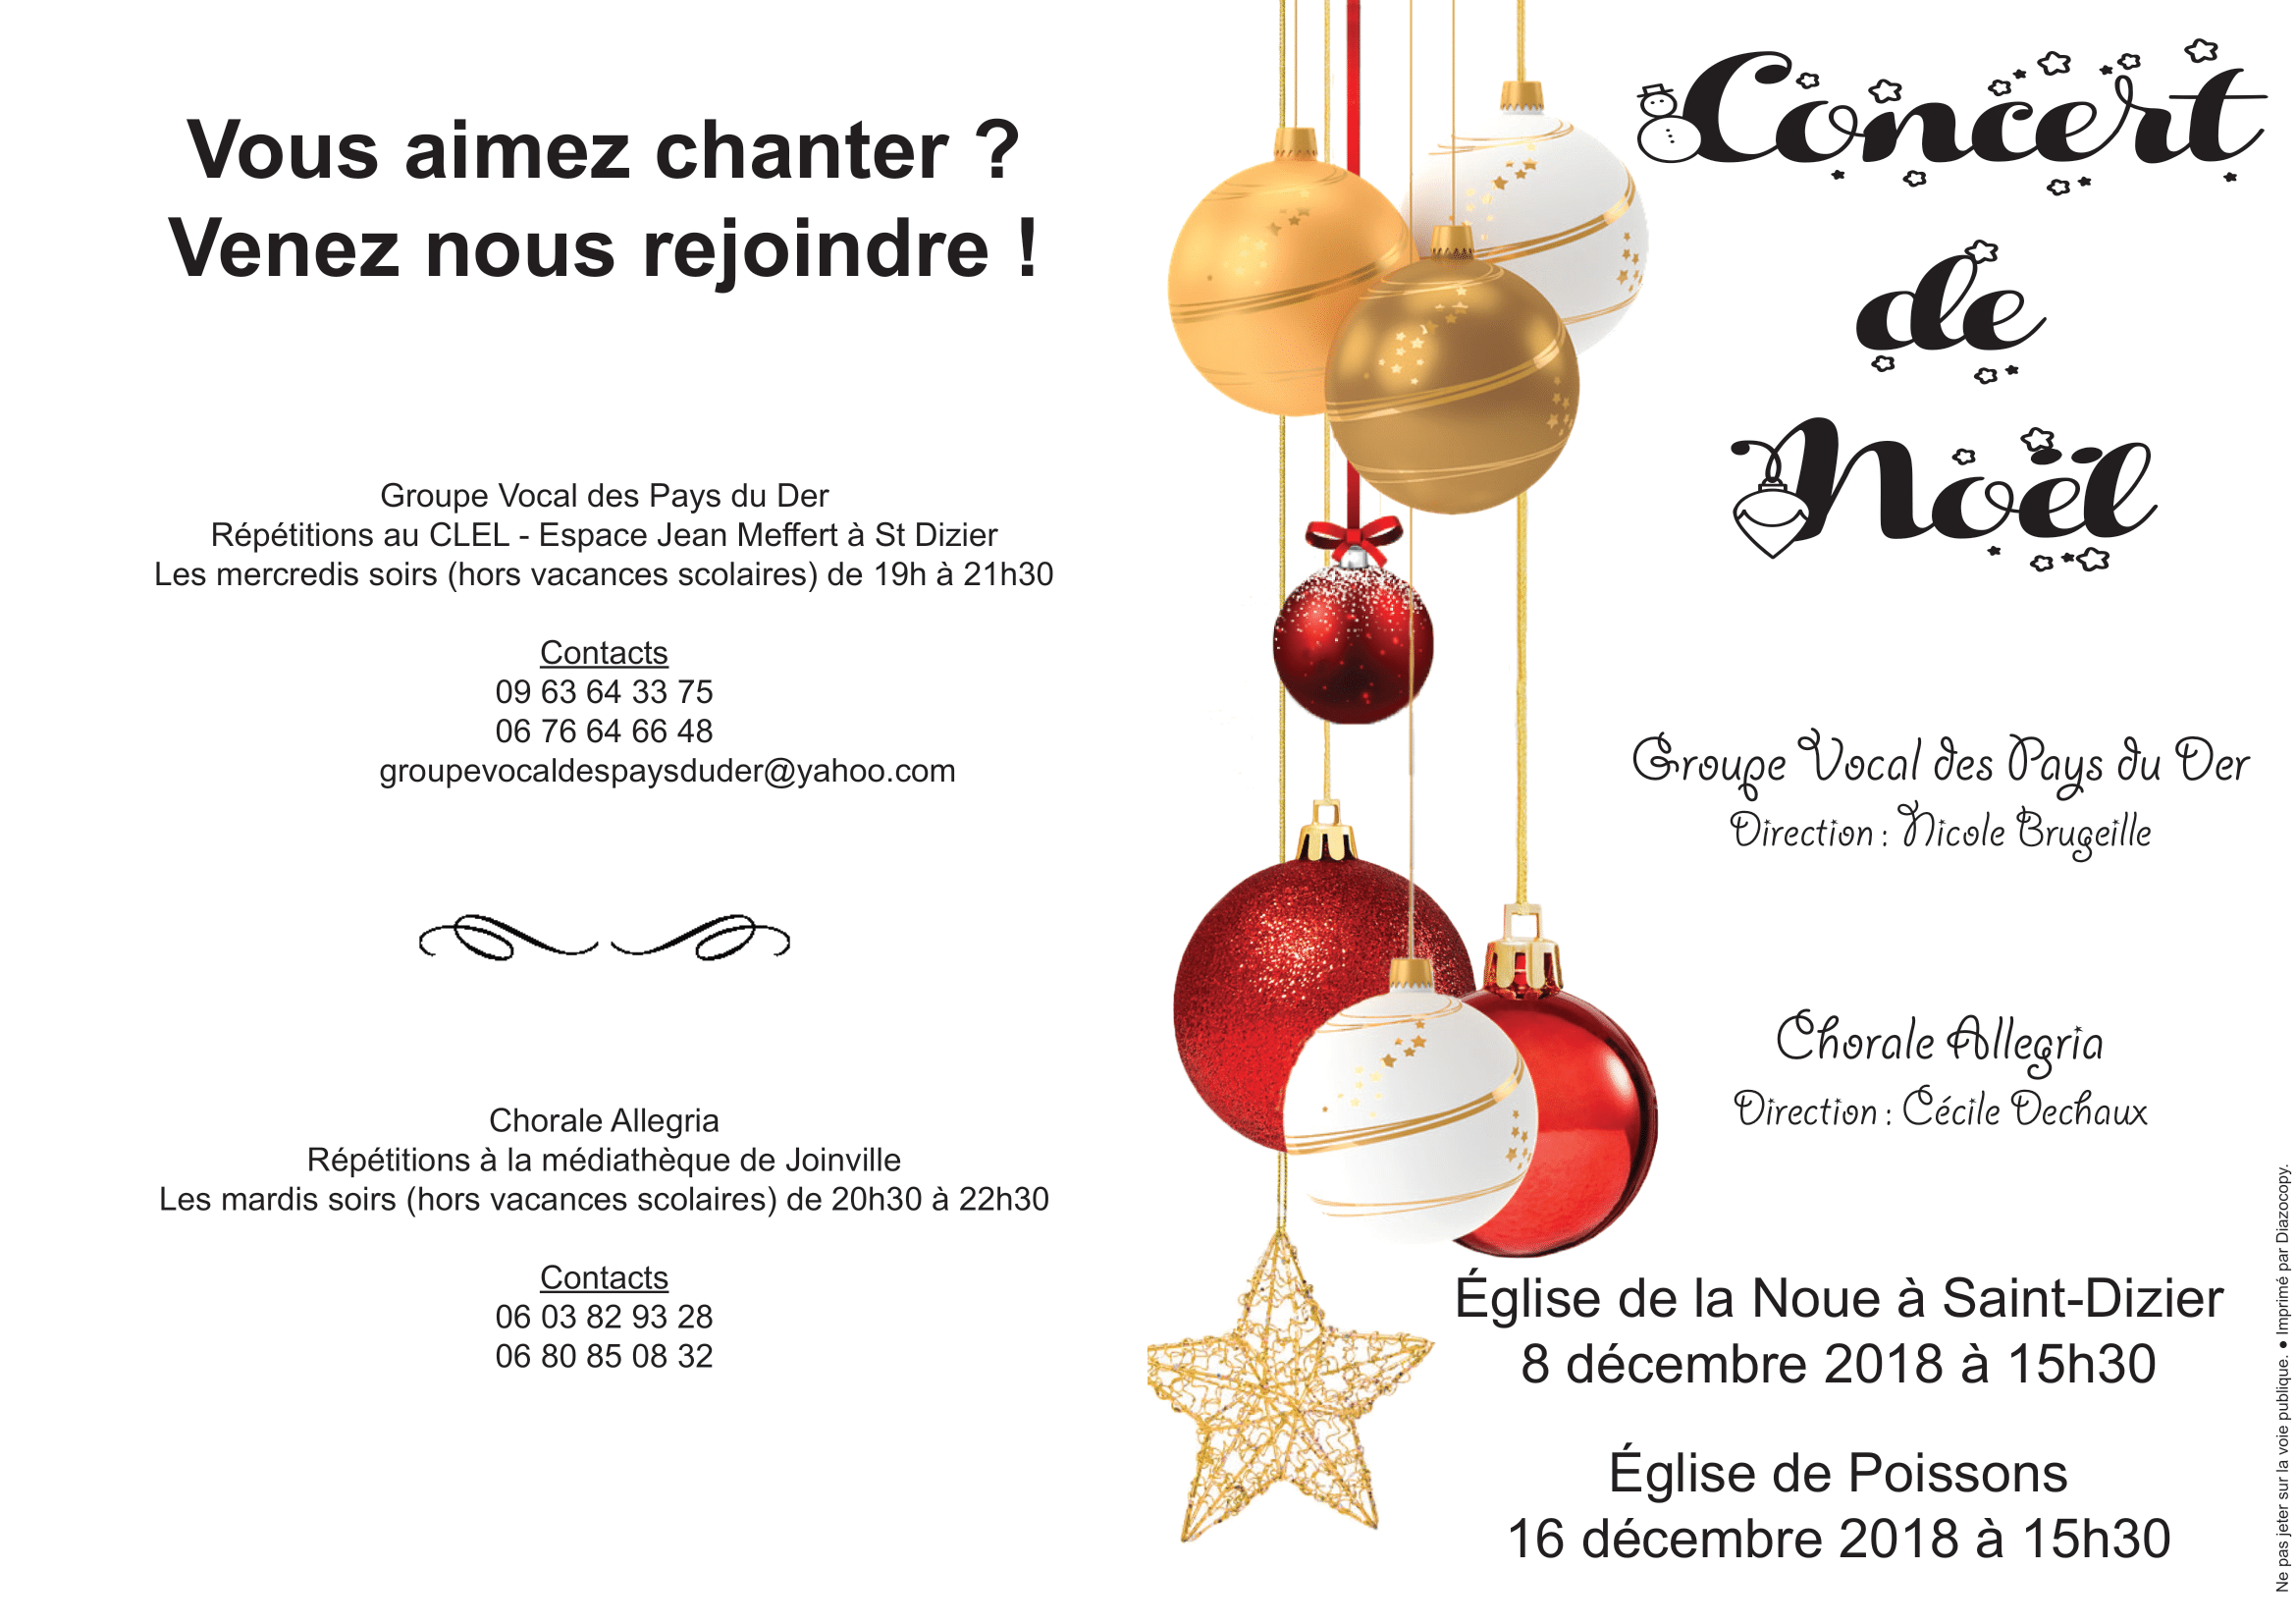 Vous aimez chanter ?
Venez nous rejoindre !
Groupe Vocal des Pays du Der
Répétitions au CLEL - Espace Jean Meffert à St Dizier
Les mercredis soirs (hors vacances scolaires) de 19h à 21h30
Contacts
09 63 64 33 75
06 76 64 66 48
groupevocaldespaysduder@yahoo.com
Chorale Allegria
Répétitions à la médiathèque de Joinville
Les mardis soirs (hors vacances scolaires) de 20h30 à 22h30
Contacts
06 03 82 93 28
06 80 85 08 32
Concert
de
Noël
Groupe Vocal des Pays du Der
Direction : Nicole Brugeille
Chorale Allegria
Direction : Cécile Dechaux
Église de la Noue à Saint-Dizier
8 décembre 2018 à 15h30
Église de Poissons
16 décembre 2018 à 15h30
Ne pas jeter sur la voie publique. • Imprimé par Diazocopy.